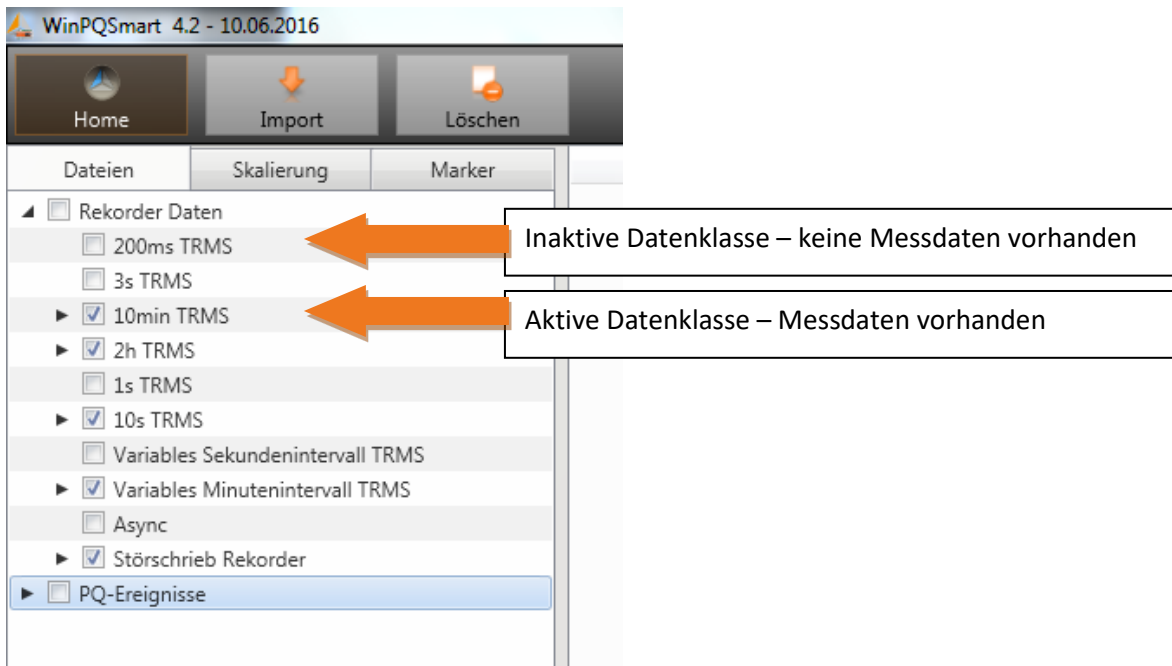 WinPQSmart 4.2 - 10.06.2016
Home Import Löschen
Dateien Skalierung Marker
Rekorder Daten
200ms TRMS
Inaktive Datenklasse – keine Messdaten vorhanden
3s TRMS
10min TRMS
Aktive Datenklasse – Messdaten vorhanden
2h TRMS
1s TRMS
10s TRMS
Variables Sekundenintervall TRMS
Variables Minutenintervall TRMS
Async
Störschrieb Rekorder
PQ-Ereignisse